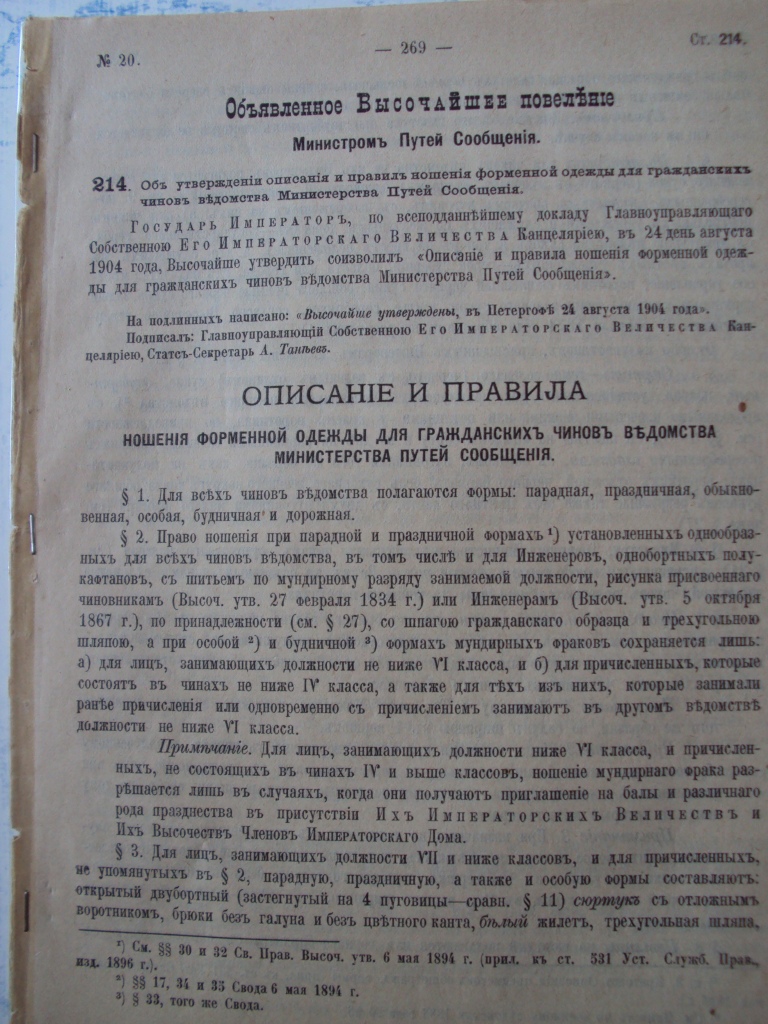 № 20.
— 269 —
Ст. 214.
Объявленное Высочайшее повелѣніе
Министромъ Путей Сообщенія.
214. Объ утвержденіи описанія и правилъ ношенія форменной одежды для гражданскихъ
чиновъ вѣдомства Министерства Путей Сообщенія.
Государь Императоръ, по всеподданнѣйшему докладу Главноуправляющаго
Собственною Его Императорскаго Величества Канцеляріею, въ 24 день августа
1904 года, Высочайше утвердить соизволилъ «Описаніе и правила ношенія форменной одеж-
ды для гражданскихъ чиновъ вѣдомства Министерства Путей Сообщенія».
На подлинныхъ написано: «Высочайше утверждены, въ Петергофѣ 24 августа 1904 года».
Подписалъ: Главноуправляющій Собственною Его Императорскаго Величества Кан-
целяріею, Статсъ-Секретарь А. Танѣевъ.
ОПИСАНІЕ И ПРАВИЛА
НОШЕНІЯ ФОРМЕННОЙ ОДЕЖДЫ ДЛЯ ГРАЖДАНСКИХЪ ЧИНОВЪ ВѢДОМСТВА
МИНИСТЕРСТВА ПУТЕЙ СООБЩЕНІЯ.
§ 1. Для всѣхъ чиновъ вѣдомства полагаются формы: парадная, праздничная, обыкно-
венная, особая, будничная и дорожная.
§ 2. Право ношенія при парадной и праздничной формахъ ¹) установленныхъ однообраз-
ныхъ для всѣхъ чиновъ вѣдомства, въ томъ числѣ и для Инженеровъ, однобортныхъ полу-
кафтановъ, съ шитьемъ по мундирному разряду занимаемой должности, рисунка присвоеннаго
чиновникамъ (Высоч. утв. 27 февраля 1834 г.) или Инженерамъ (Высоч. утв. 5 октября
1867 г.), по принадлежности (см. § 27), со шпагою гражданскаго образца и трехугольною
шляпою, а при особой ²) и будничной ³) формахъ мундирныхъ фраковъ сохраняется лишь:
а) для лицъ, занимающихъ должности не ниже VI класса, и б) для причисленныхъ, которые
состоятъ въ чинахъ не ниже IV класса, а также для тѣхъ изъ нихъ, которые занимали
ранѣе причисленія или одновременно съ причисленіемъ занимаютъ въ другомъ вѣдомствѣ
должности не ниже VI класса.
Примѣчаніе. Для лицъ, занимающихъ должности ниже VI класса, и причислен-
ныхъ, не состоящихъ въ чинахъ IV и выше классовъ, ношеніе мундирнаго фрака раз-
рѣшается лишь въ случаяхъ, когда они получаютъ приглашеніе на балы и различнаго
рода празднества въ присутствіи Ихъ Императорскихъ Величествъ и
Ихъ Высочествъ Членовъ Императорскаго Дома.
§ 3. Для лицъ, занимающихъ должности VII и ниже классовъ, и для причисленныхъ,
не упомянутыхъ въ § 2, парадную, праздничную, а также и особую формы составляютъ:
открытый двубортный (застегнутый на 4 пуговицы—сравн. § 11) сюртукъ съ отложнымъ
воротникомъ, брюки безъ галуна и безъ цвѣтного канта, бѣлый жилетъ, трехугольная шляпа,
¹) См. §§ 30 и 32 Св. Прав. Высоч. утв. 6 мая 1894 г. (прил. къ ст. 531 Уст. Служб. Прав.,
изд. 1896 г.).
²) §§ 17, 34 и 35 Свода 6 мая 1894 г.
³) § 33, того же Свода.